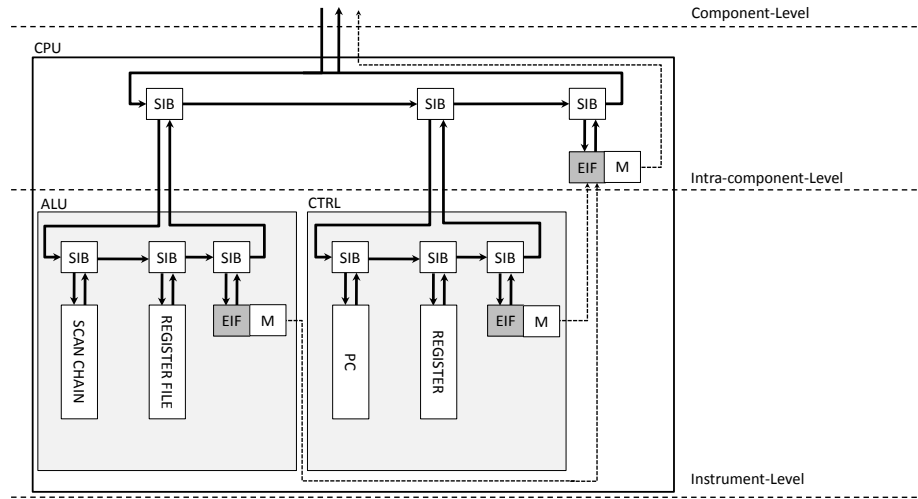 Component-Level
CPU
SIB
SIB
SIB
EIF
M
Intra-component-Level
ALU
CTRL
SIB
SIB
SIB
SIB
SIB
SIB
SCAN CHAIN
REGISTER FILE
EIF
M
PC
REGISTER
EIF
M
Instrument-Level